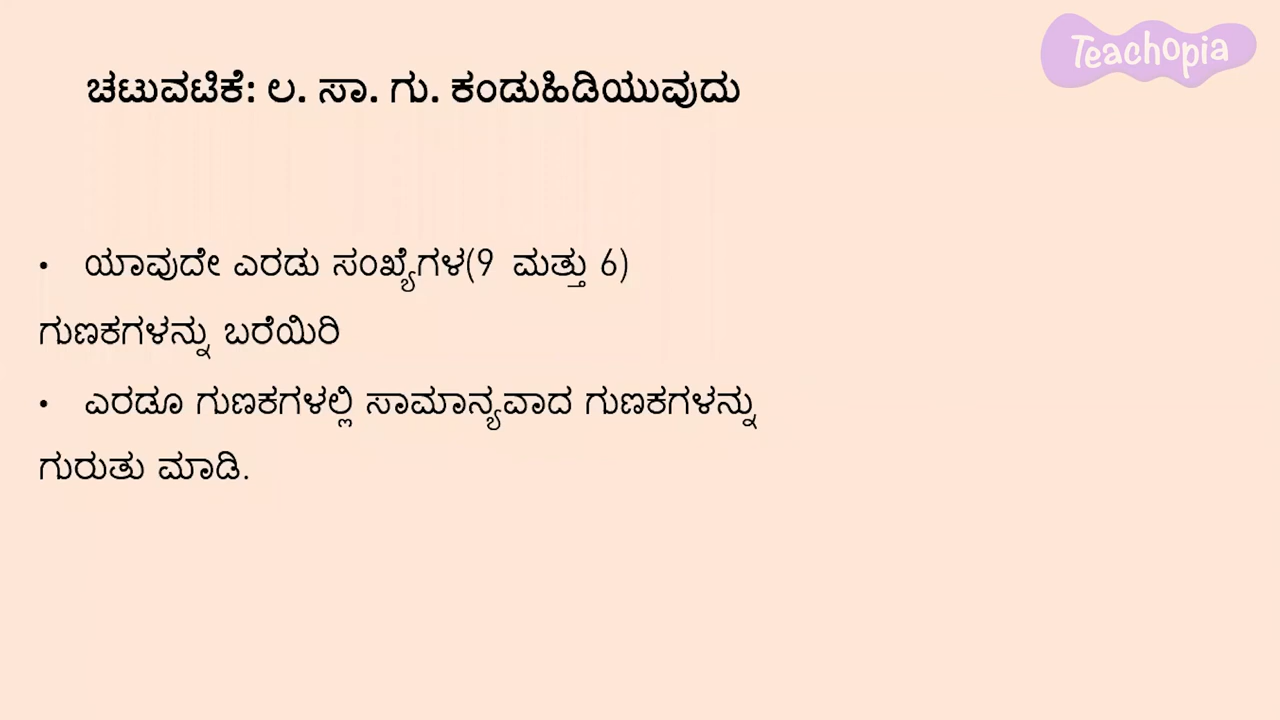 Teachopia
ಚಟುವಟಿಕೆ: ಲ. ಸಾ. ಗು. ಕಂಡುಹಿಡಿಯುವುದು
• ಯಾವುದೇ ಎರಡು ಸಂಖ್ಯೆಗಳ(9 ಮತ್ತು 6)
ಗುಣಕಗಳನ್ನು ಬರೆಯಿರಿ
• ಎರಡೂ ಗುಣಕಗಳಲ್ಲಿ ಸಾಮಾನ್ಯವಾದ ಗುಣಕಗಳನ್ನು
ಗುರುತು ಮಾಡಿ.